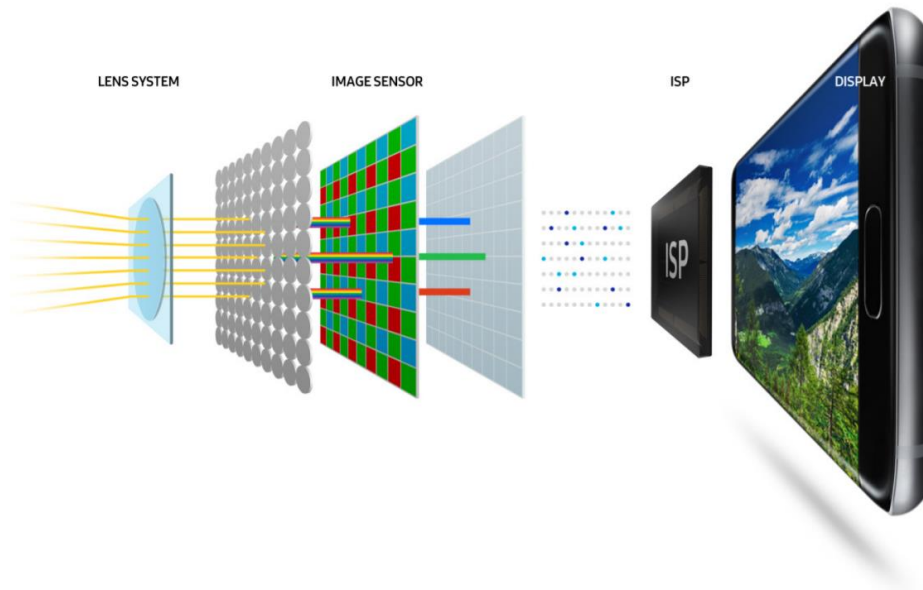 LENS SYSTEM
IMAGE SENSOR
ISP
DISPLAY
ISP